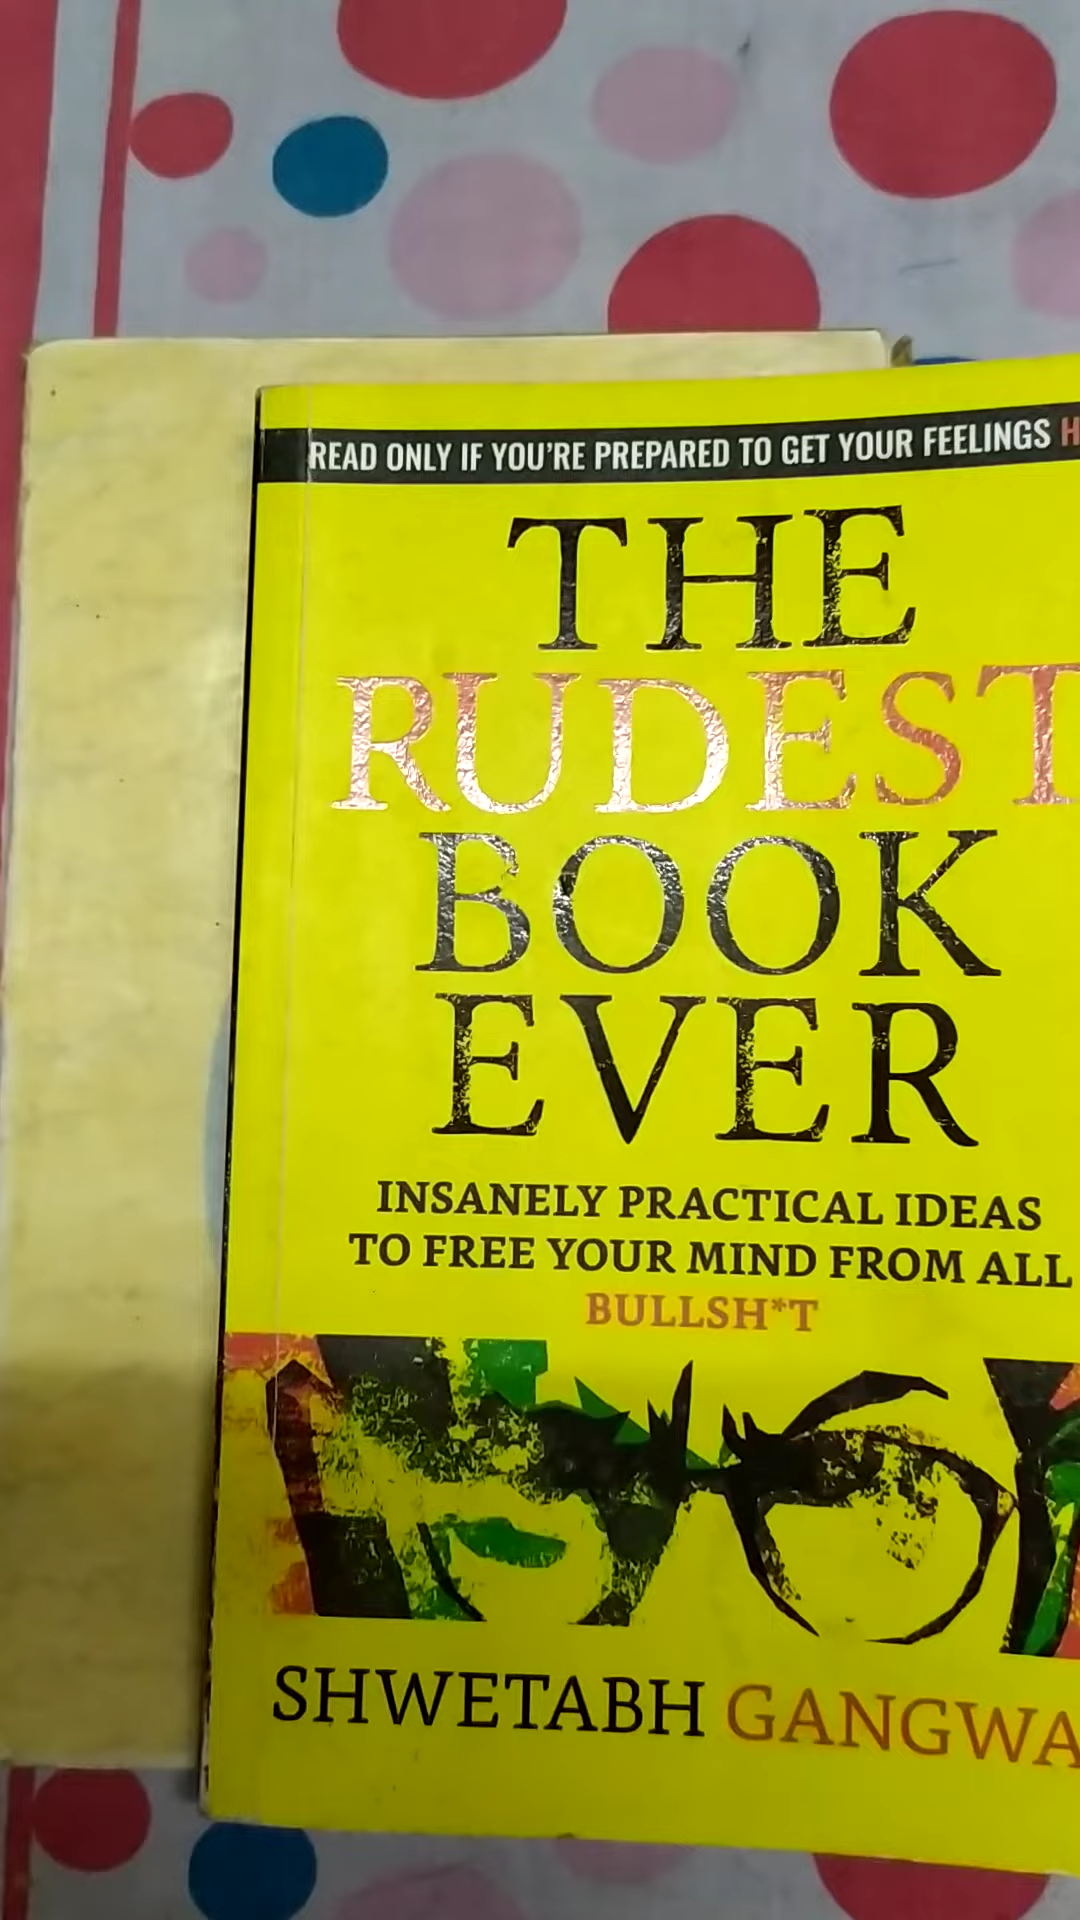 READ ONLY IF YOU'RE PREPARED TO GET YOUR FEELINGS
THE
RUDEST
BOOK
EVER
INSANELY PRACTICAL IDEAS
TO FREE YOUR MIND FROM ALL
BULLSH*T
SHWETABH GANGWA